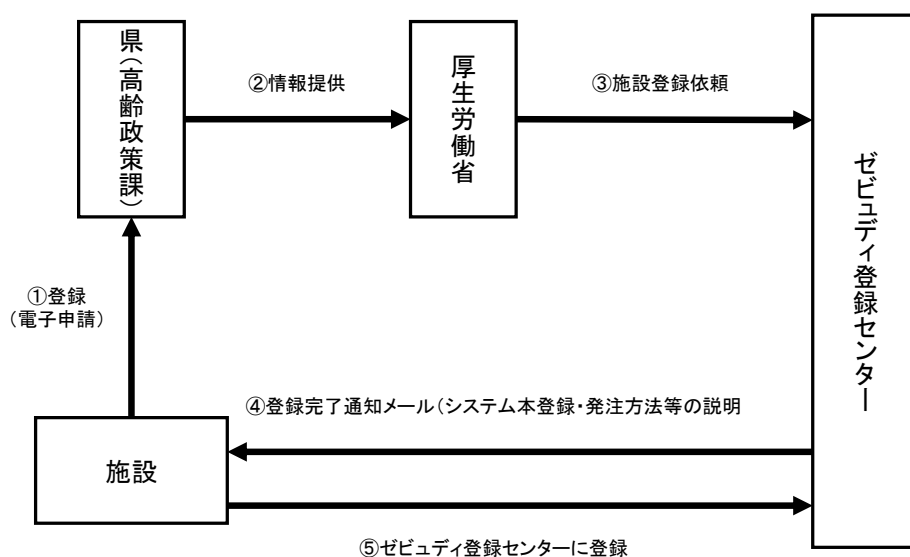 県（高齢政策課）
②情報提供
厚生労働省
③施設登録依頼
ゼビュディ登録センター
①登録
（電子申請）
④登録完了通知メール（システム本登録・発注方法等の説明
施設
⑤ゼビュディ登録センターに登録